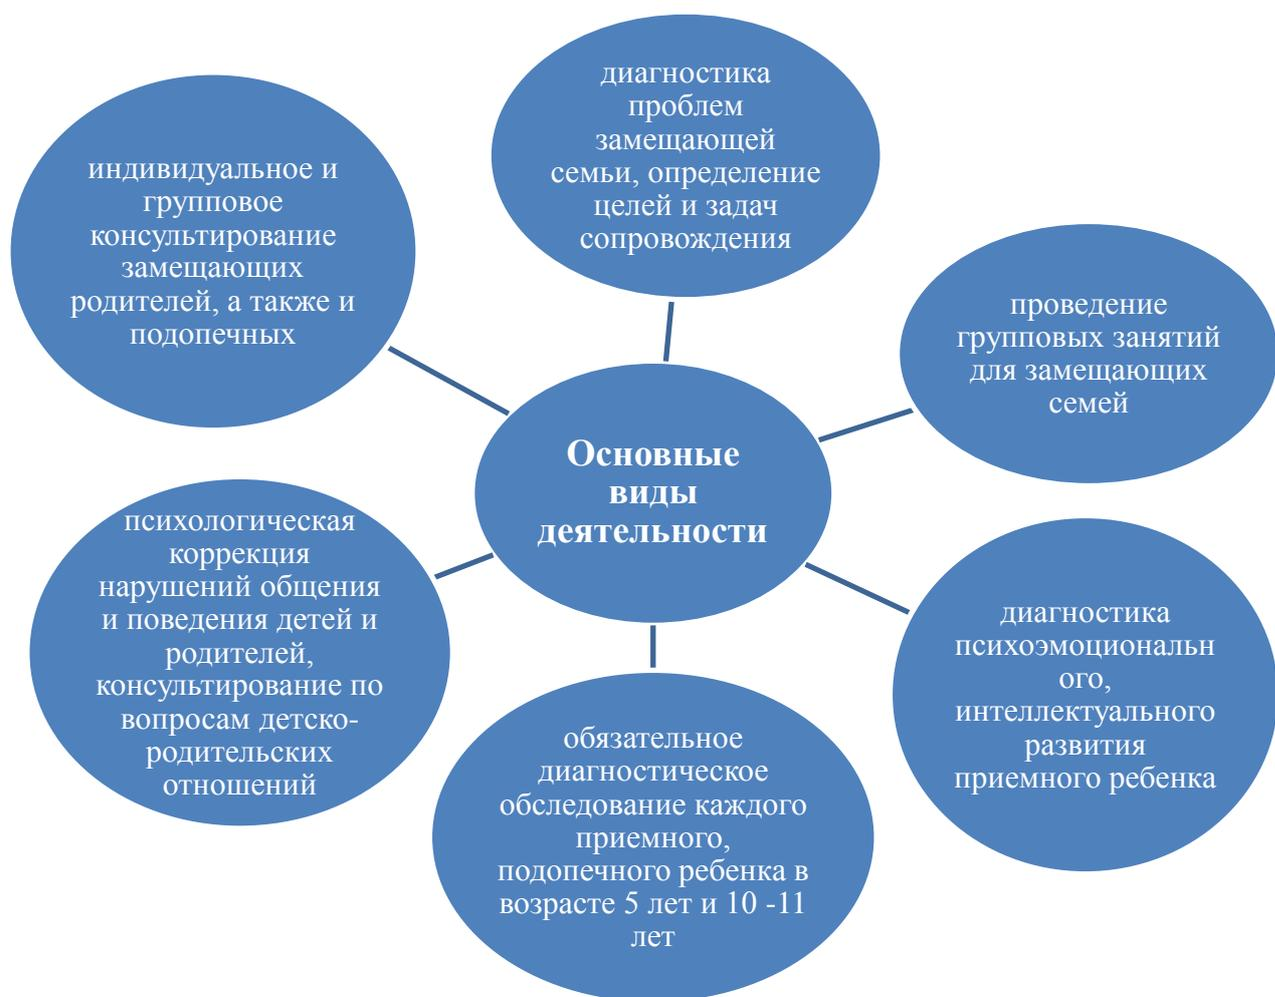 диагностика
проблем
замещающей
семьи, определение
целей и задач
сопровождения
индивидуальное и
групповое
консультирование
замещающих
родителей, а также и
подопечных
проведение
групповых занятий
для замещающих
семей
Основные
виды
деятельности
психологическая
коррекция
нарушений общения
и поведения детей и
родителей,
консультирование по
вопросам детско-
родительских
отношений
диагностика
психоэмоциональн
ого,
интеллектуального
развития
приемного ребенка
обязательное
диагностическое
обследование каждого
приемного,
подопечного ребенка в
возрасте 5 лет и 10 -11
лет